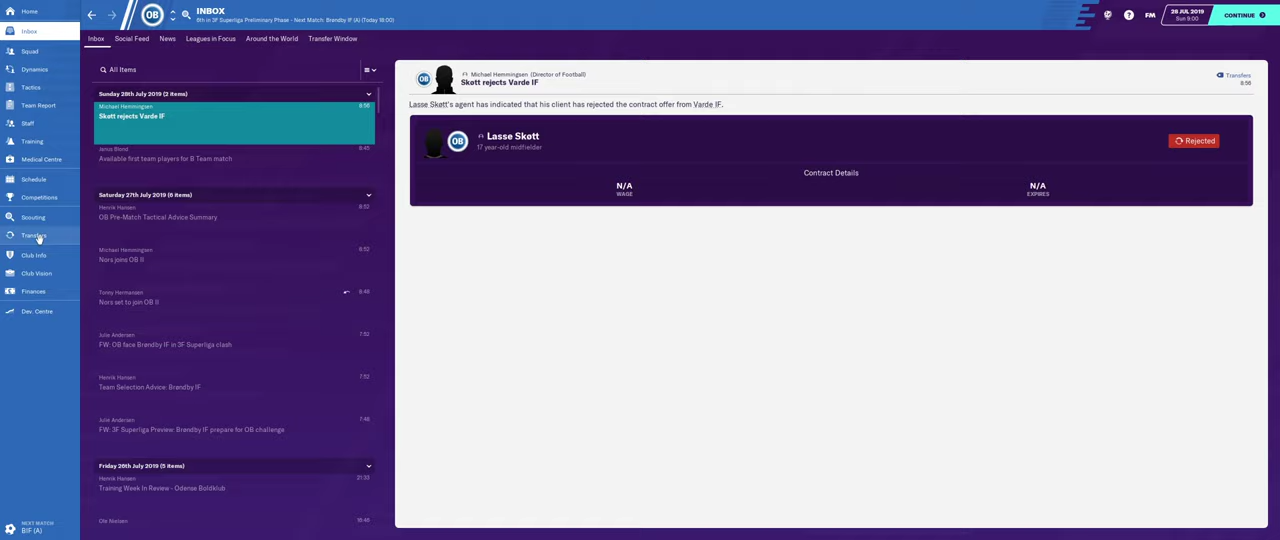 INBOX
6th in 3F Superliga Preliminary Phase - Next Match: Brøndby IF (A) (Today 18:00)
OB
FM
28 JUL 2019
Sun 9:00
CONTINUE
Home
Inbox
Squad
Dynamics
Tactics
Team Report
Staff
Training
Medical Centre
Schedule
Competitions
Scouting
Transfers
Club Info
Club Vision
Finances
Dev. Centre
NEXT MATCH
BIF (A)
Inbox Social Feed News Leagues in Focus Around the World Transfer Window
All Items
Sunday 28th July 2019 (2 Items)
Michael Hemmingsen 8:56
Skøtt rejects Varde IF
Janus Blond 8:45
Available first team players for B Team match
Saturday 27th July 2019 (6 Items)
Henrik Hansen 8:52
OB Pre-Match Tactical Advice Summary
Michael Hemmingsen 8:52
Nors joins OB II
Tonny Hermansen 8:48
Nors set to join OB II
Julie Andersen 7:52
FW: OB face Brøndby IF in 3F Superliga clash
Henrik Hansen 7:52
Team Selection Advice: Brøndby IF
Julie Andersen 7:48
FW: 3F Superliga Preview: Brøndby IF prepare for OB challenge
Friday 26th July 2019 (5 Items)
Henrik Hansen 21:33
Training Week In Review - Odense Boldklub
Ole Nielsen 16:46
OB
Michael Hemmingsen (Director of Football)
Skøtt rejects Varde IF
Transfers
8:56
Lasse Skøtt's agent has indicated that his client has rejected the contract offer from Varde IF.
OB
Lasse Skøtt
17 year-old midfielder
Rejected
Contract Details
N/A
WAGE
N/A
EXPIRES